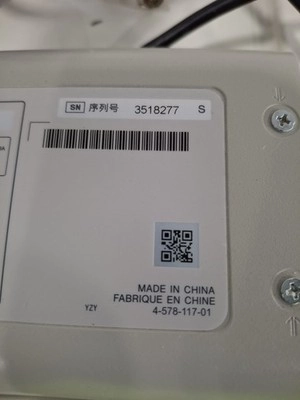 SN 序列号 3518277 S
MADE IN CHINA
FABRIQUE EN CHINE
YZY 4-578-117-01